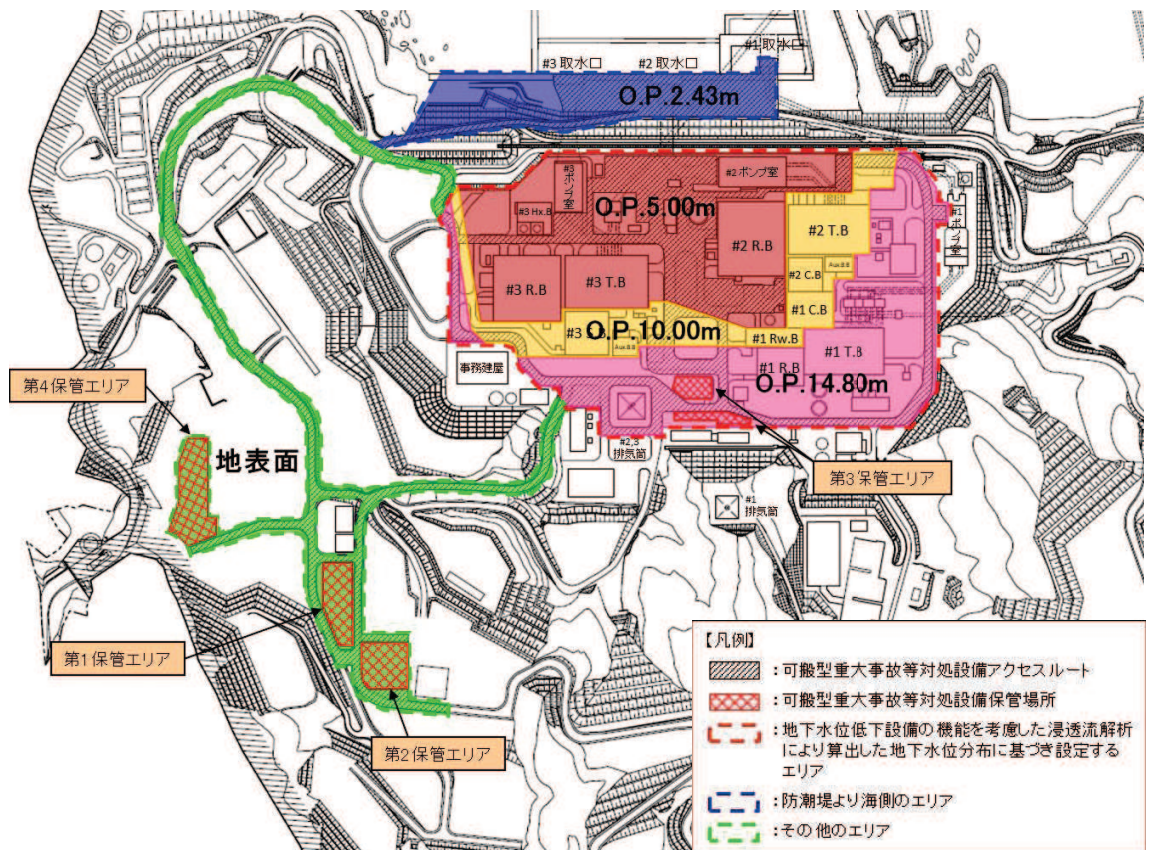 #1取水口
#3取水口
#2取水口
O.P.2.43m
#3
ポンプ
室
#2ポンプ室
#1
ポンプ室
#3 Hx.B
O.P.5.00m
#2 R.B
#2 T.B
#3 R.B
#3 T.B
#2 C.B
Aux.B.B
#1 C.B
O.P.10.00m
#1 Rw.B
#1 T.B
#1 R.B
事務建屋
O.P.14.80m
第4保管エリア
地表面
#2,3
排気筒
第3保管エリア
#1
排気筒
第1保管エリア
第2保管エリア
【凡例】
：可搬型重大事故等対処設備アクセスルート
：可搬型重大事故等対処設備保管場所
：地下水位低下設備の機能を考慮した浸透流解析
により算出した地下水位分布に基づき設定する
エリア
：防潮堤より海側のエリア
：その他のエリア